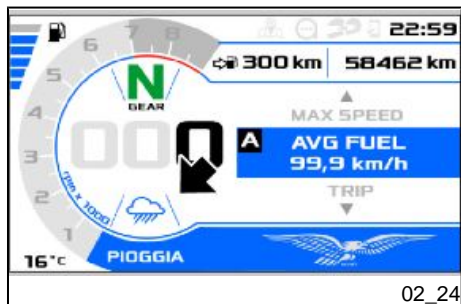 22:59
300 km
58462 km
8
7
6
5
4
3
2
1
rpm x 1000
N
GEAR
000
MAX SPEED
A
AVG FUEL
99,9 km/h
TRIP
16°C
PIOGGIA
02_24